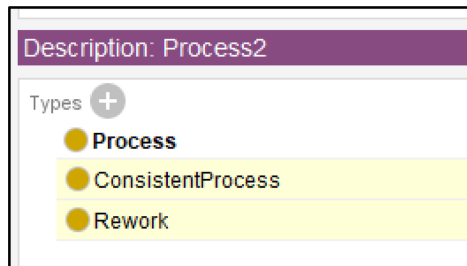 Description: Process2
Types
Process
ConsistentProcess
Rework